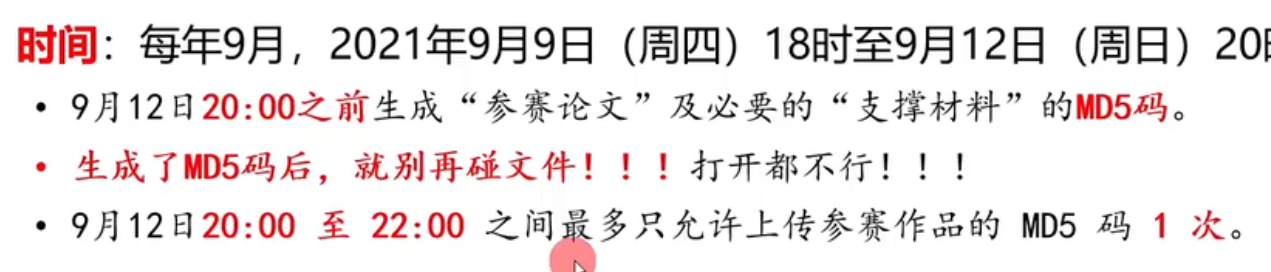 时间：每年9月，2021年9月9日（周四）18时至9月12日（周日）20
• 9月12日20:00之前生成“参赛论文”及必要的“支撑材料”的MD5码。
• 生成了MD5码后，就别再碰文件！！！打开都不行！！！
• 9月12日20:00 至 22:00 之间最多只允许上传参赛作品的 MD5 码 1 次。